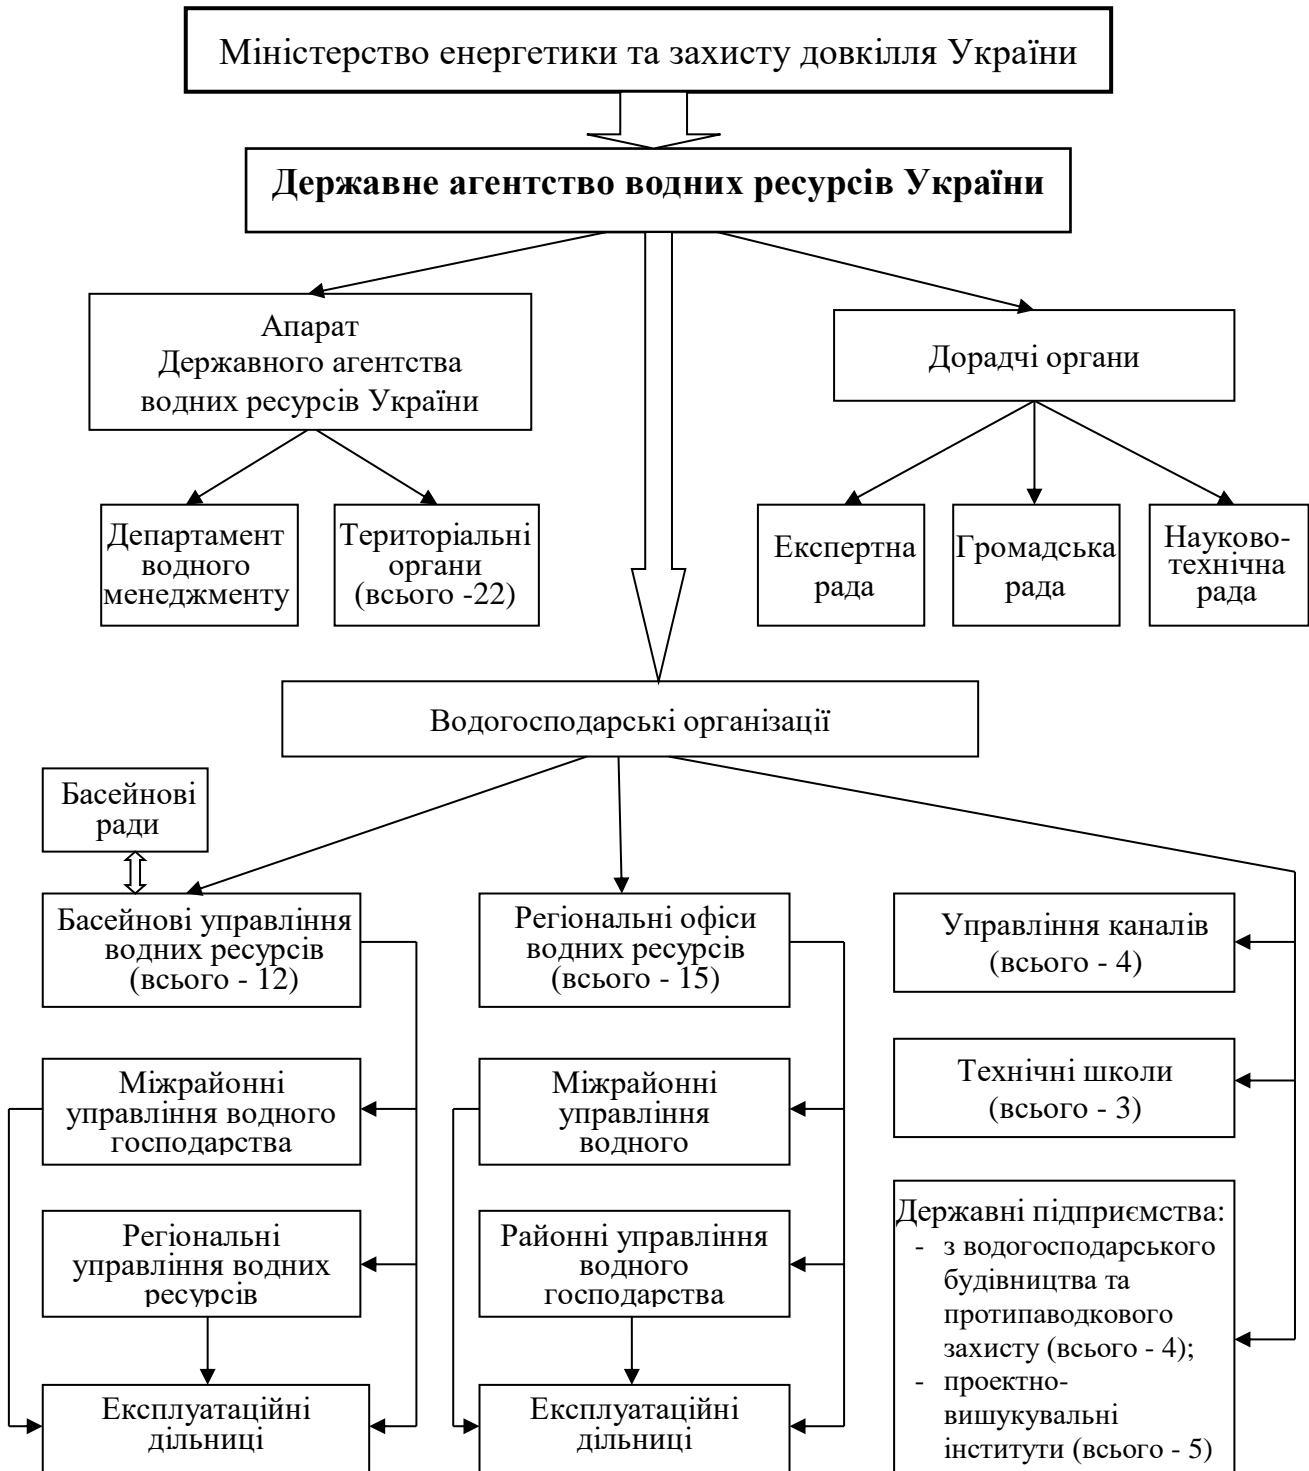 Міністерство енергетики та захисту довкілля України
Державне агентство водних ресурсів України
Апарат
Державного агентства
водних ресурсів України
Дорадчі органи
Департамент
водного
менеджменту
Територіальні
органи
(всього -22)
Експертна
рада
Громадська
рада
Науково-
технічна
рада
Водогосподарські організації
Басейнові
ради
Басейнові управління
водних ресурсів
(всього - 12)
Регіональні офіси
водних ресурсів
(всього - 15)
Управління каналів
(всього - 4)
Міжрайонні
управління водного
господарства
Міжрайонні
управління
водного
Технічні школи
(всього - 3)
Регіональні
управління водних
ресурсів
Районні управління
водного
господарства
Державні підприємства:
- з водогосподарського
будівництва та
протипаводкового
захисту (всього - 4);
- проектно-
вишукувальні
інститути (всього - 5)
Експлуатаційні
дільниці
Експлуатаційні
дільниці